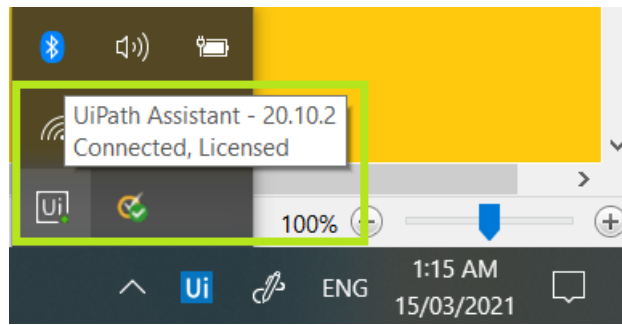 UiPath Assistant - 20.10.2
Connected, Licensed
Ui
100%
Ui
ENG
1:15 AM
15/03/2021